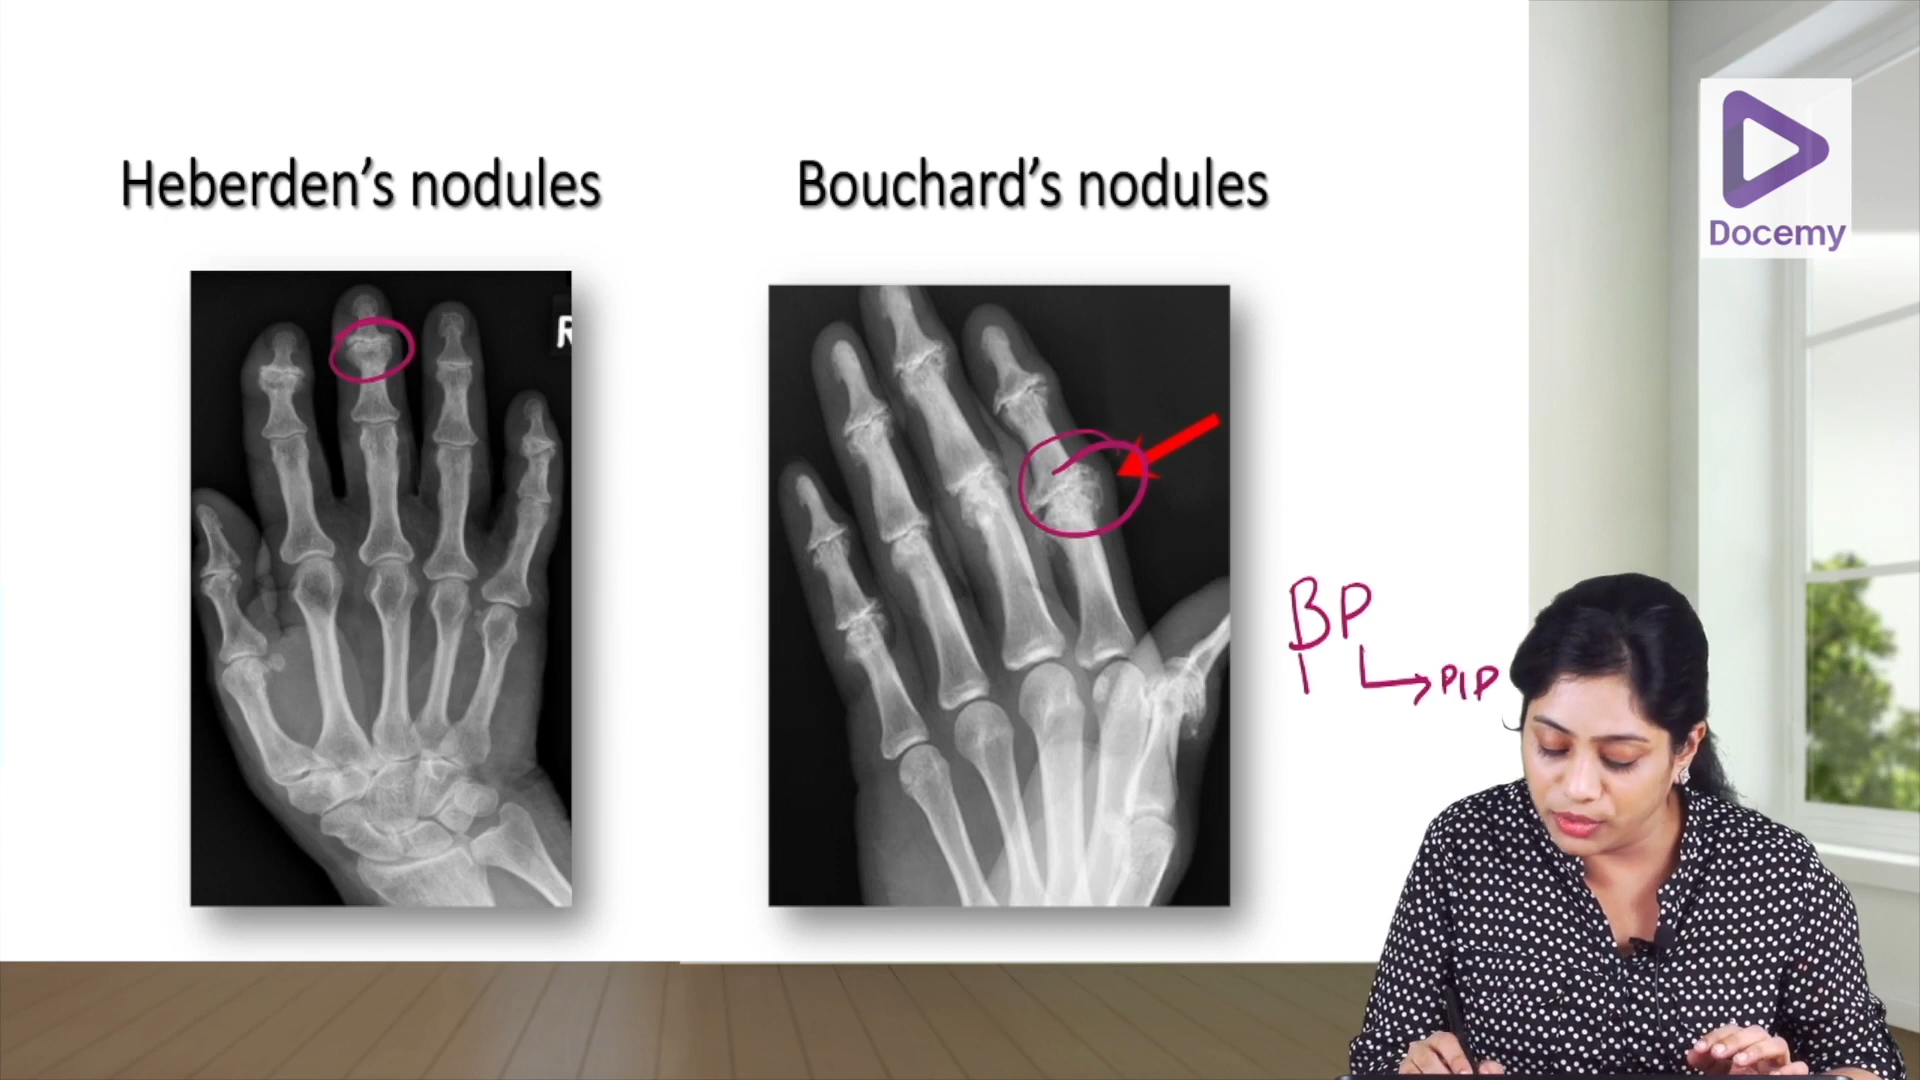 Heberden's nodules
Bouchard's nodules
Docemy
R
BP
PIP